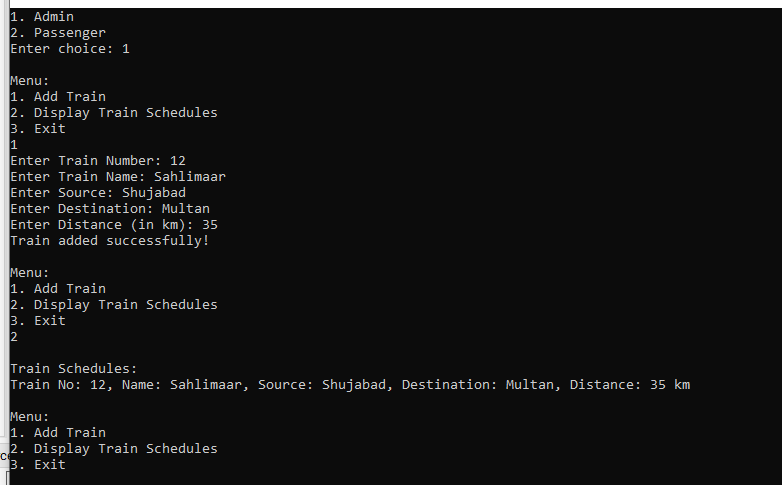 1. Admin
2. Passenger
Enter choice: 1
Menu:
1. Add Train
2. Display Train Schedules
3. Exit
1
Enter Train Number: 12
Enter Train Name: Sahlimaar
Enter Source: Shujabad
Enter Destination: Multan
Enter Distance (in km): 35
Train added successfully!
Menu:
1. Add Train
2. Display Train Schedules
3. Exit
2
Train Schedules:
Train No: 12, Name: Sahlimaar, Source: Shujabad, Destination: Multan, Distance: 35 km
Menu:
1. Add Train
2. Display Train Schedules
3. Exit